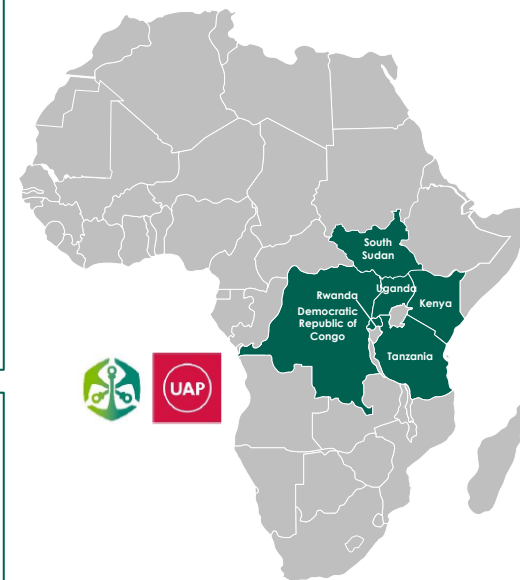 South
Sudan
Uganda
Rwanda
Kenya
Democratic
Republic of
Congo
Tanzania
UAP